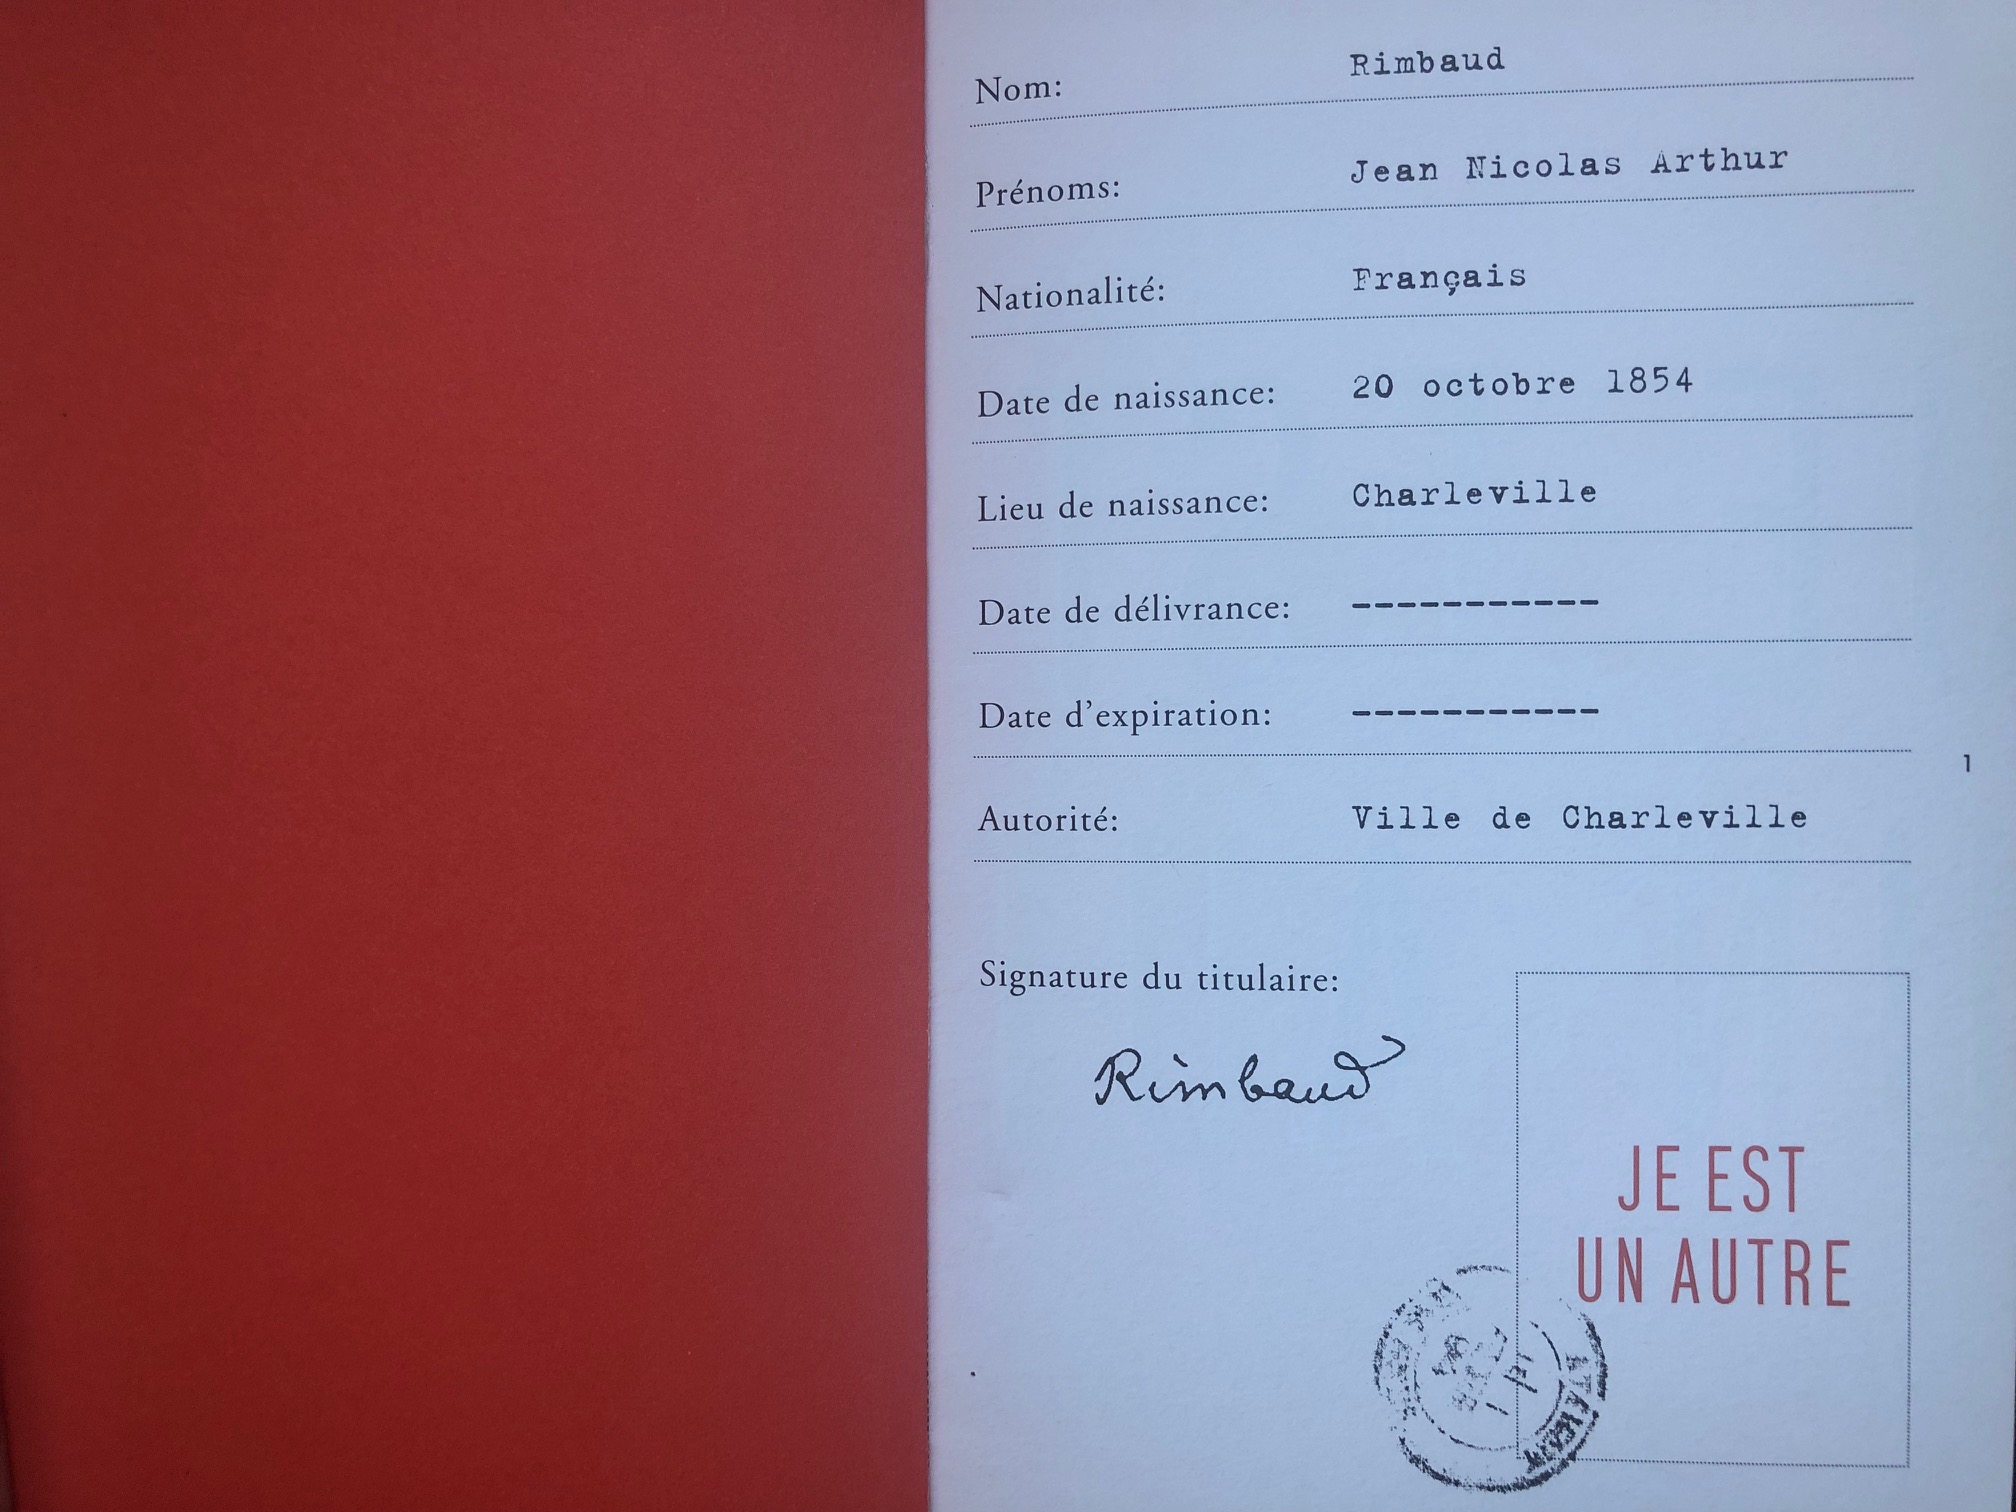 Nom: Rimbaud
Prénoms: Jean Nicolas Arthur
Nationalité: Français
Date de naissance: 20 octobre 1854
Lieu de naissance: Charleville
Date de délivrance: -----------
Date d'expiration: -----------
1
Autorité: Ville de Charleville
Signature du titulaire:
Rimbaud
JE EST
UN AUTRE